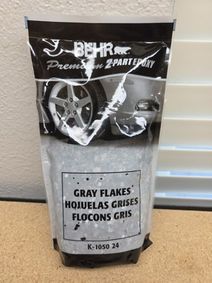 BEHR
Premium 2-PART EPOXY
GRAY FLAKES
HOJUELAS GRISES
FLOCONS GRIS
K-1050 24